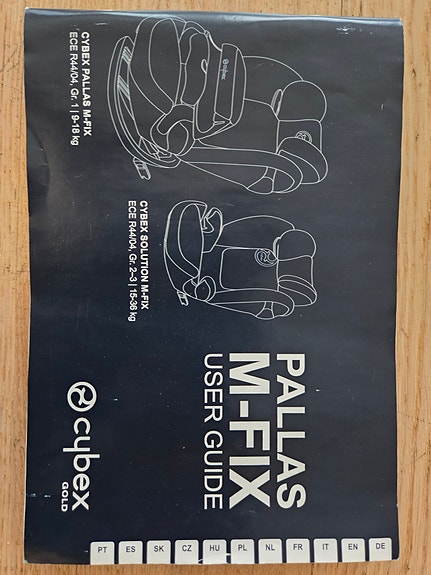 PALLAS
M-FIX
USER GUIDE
CYBEX PALLAS M-FIX
ECE R44/04, Gr. 1 | 9-18 kg
CYBEX SOLUTION M-FIX
ECE R44/04, Gr. 2–3 | 15-36 kg
cybex
GOLD
DE
EN
IT
FR
NL
PL
HU
CZ
SK
ES
PT